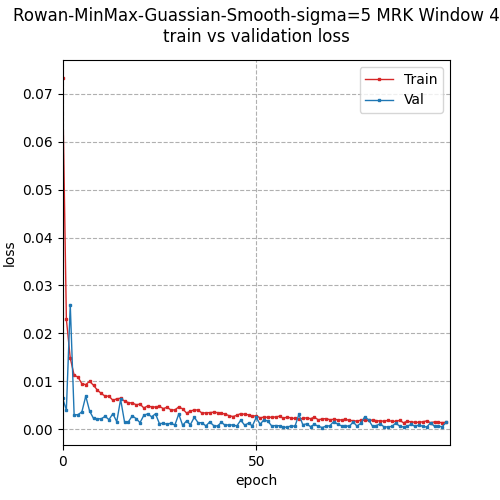 Rowan-MinMax-Guassian-Smooth-sigma=5 MRK Window 4
train vs validation loss
Train
Val
0.07
0.06
0.05
0.04
0.03
0.02
0.01
0.00
loss
0
50
epoch